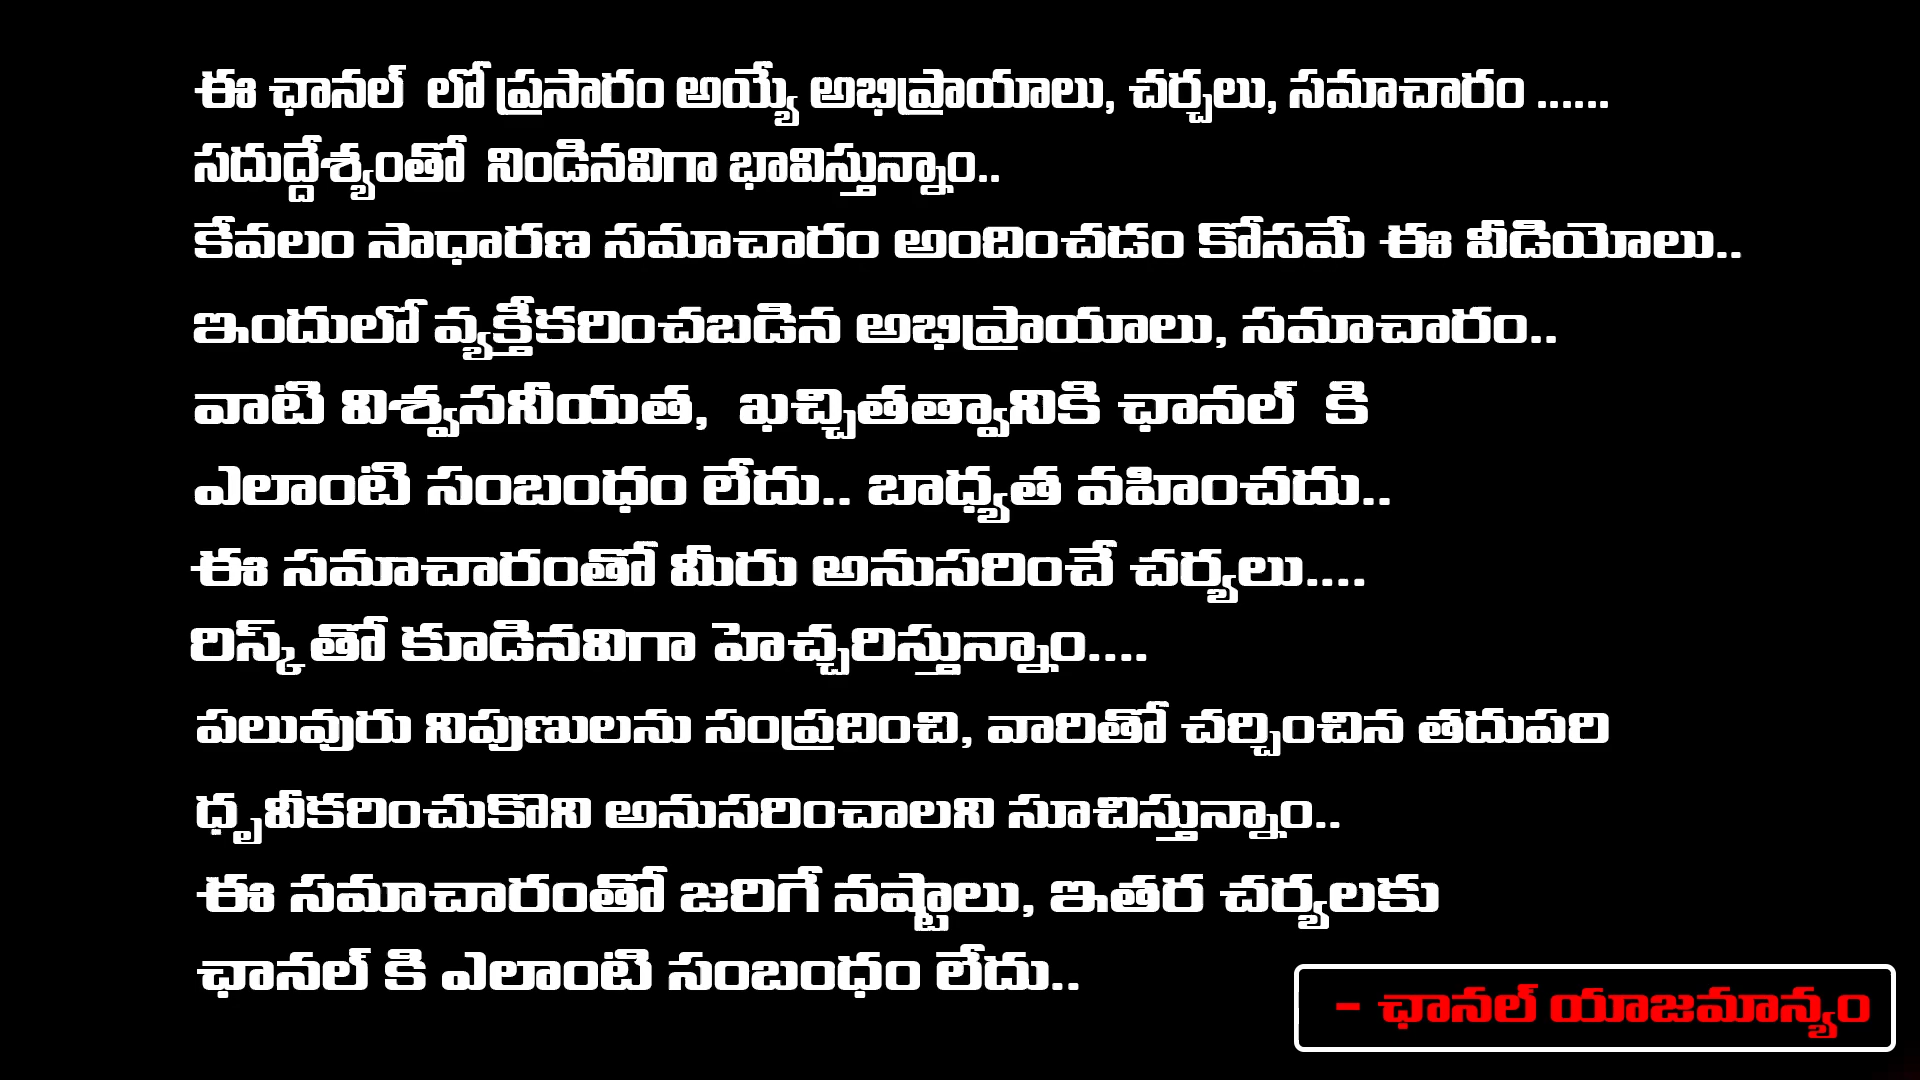 ఈ ఛానల్ లో ప్రసారం అయ్యే అభిప్రాయాలు, చర్చలు, సమాచారం ......
సదుద్దేశ్యంతో నిండినవిగా భావిస్తున్నాం..
కేవలం సాధారణ సమాచారం అందించడం కోసమే ఈ వీడియోలు..
ఇందులో వ్యక్తీకరించబడిన అభిప్రాయాలు, సమాచారం..
వాటి విశ్వసనీయత, ఖచ్చితత్వానికి ఛానల్ కి
ఎలాంటి సంబంధం లేదు.. బాధ్యత వహించదు..
ఈ సమాచారంతో మీరు అనుసరించే చర్యలు....
రిస్క్ తో కూడినవిగా హెచ్చరిస్తున్నాం....
పలువురు నిపుణులను సంప్రదించి, వారితో చర్చించిన తదుపరి
ధృవీకరించుకొని అనుసరించాలని సూచిస్తున్నాం..
ఈ సమాచారంతో జరిగే నష్టాలు, ఇతర చర్యలకు
ఛానల్ కి ఎలాంటి సంబంధం లేదు..
- ఛానల్ యాజమాన్యం